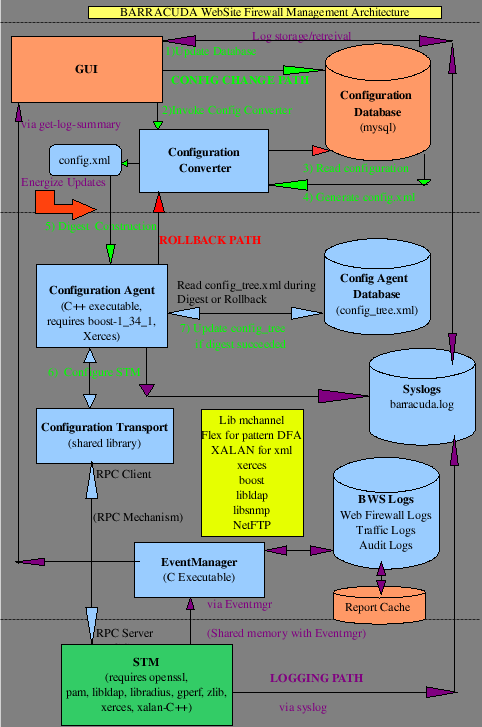 BARRACUDA WebSite Firewall Management Architecture
Log storage/retreival
1)Update Database
GUI
CONFIG CHANGE PATH
Configuration
Database
(mysql)
2)Invoke Config Converter
via get-log-summary
config.xml
Configuration
Converter
3) Read configuration
Energize Updates
4) Generate config.xml
5) Digest Construction
ROLLBACK PATH
Configuration Agent
(C++ executable,
requires boost-1_34_1,
Xerces)
Read config_tree.xml during
Digest or Rollback
Config Agent
Database
(config_tree.xml)
7) Update config_tree
if digest succeeded
6) Configure STM
Syslogs
barracuda.log
Configuration Transport
(shared library)
Lib mchannel
Flex for pattern DFA
XALAN for xml
xerces
boost
libldap
libsnmp
NetFTP
RPC Client
(RPC Mechanism)
BWS Logs
Web Firewall Logs
Traffic Logs
Audit Logs
EventManager
(C Executable)
Report Cache
via Eventmgr
RPC Server
(Shared memory with Eventmgr)
STM
(requires openssl,
pam, libldap, libradius, gperf, zlib,
xerces, xalan-C++)
LOGGING PATH
via syslog